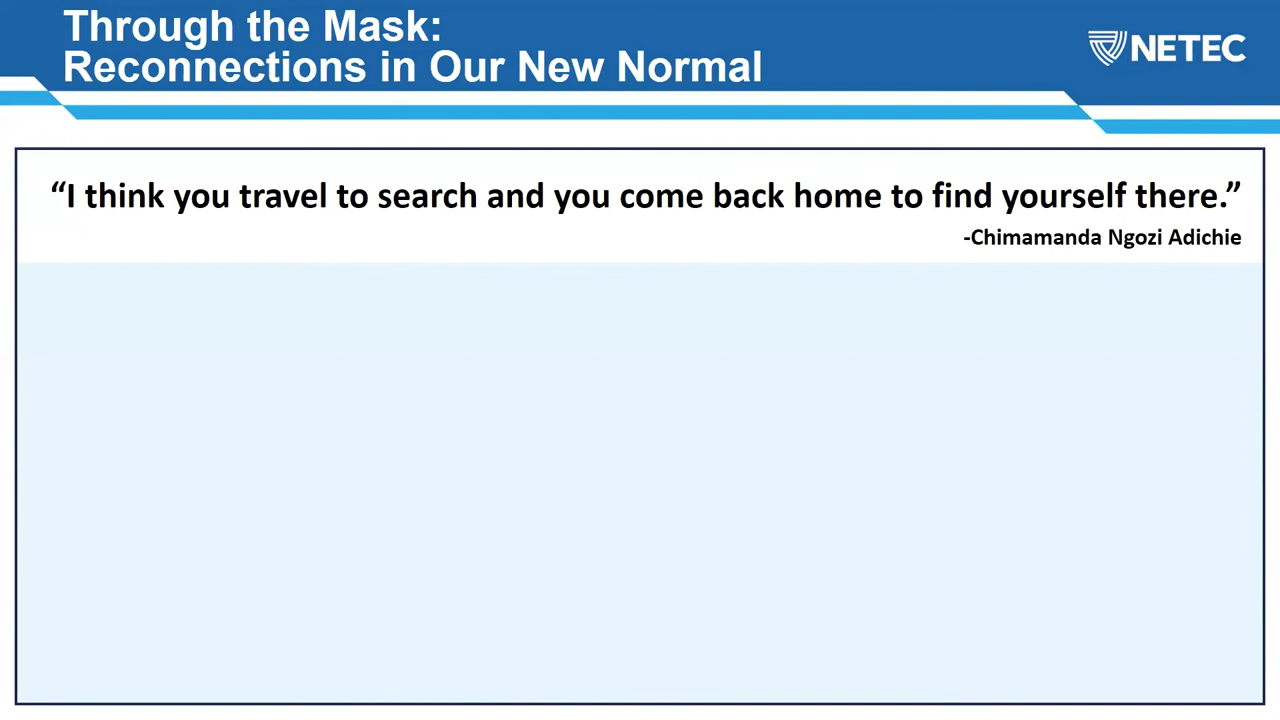 Through the Mask:
Reconnections in Our New Normal
NETEC
“I think you travel to search and you come back home to find yourself there.”
-Chimamanda Ngozi Adichie